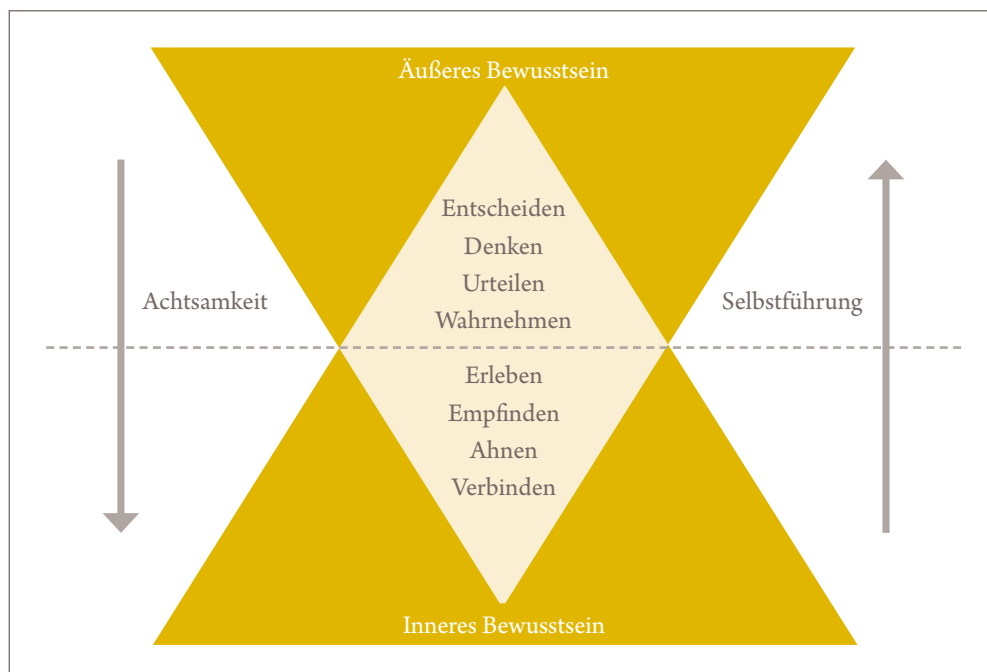 Äußeres Bewusstsein
Entscheiden
Denken
Urteilen
Achtsamkeit
Selbstführung
Wahrnehmen
Erleben
Empfinden
Ahnen
Verbinden
Inneres Bewusstsein